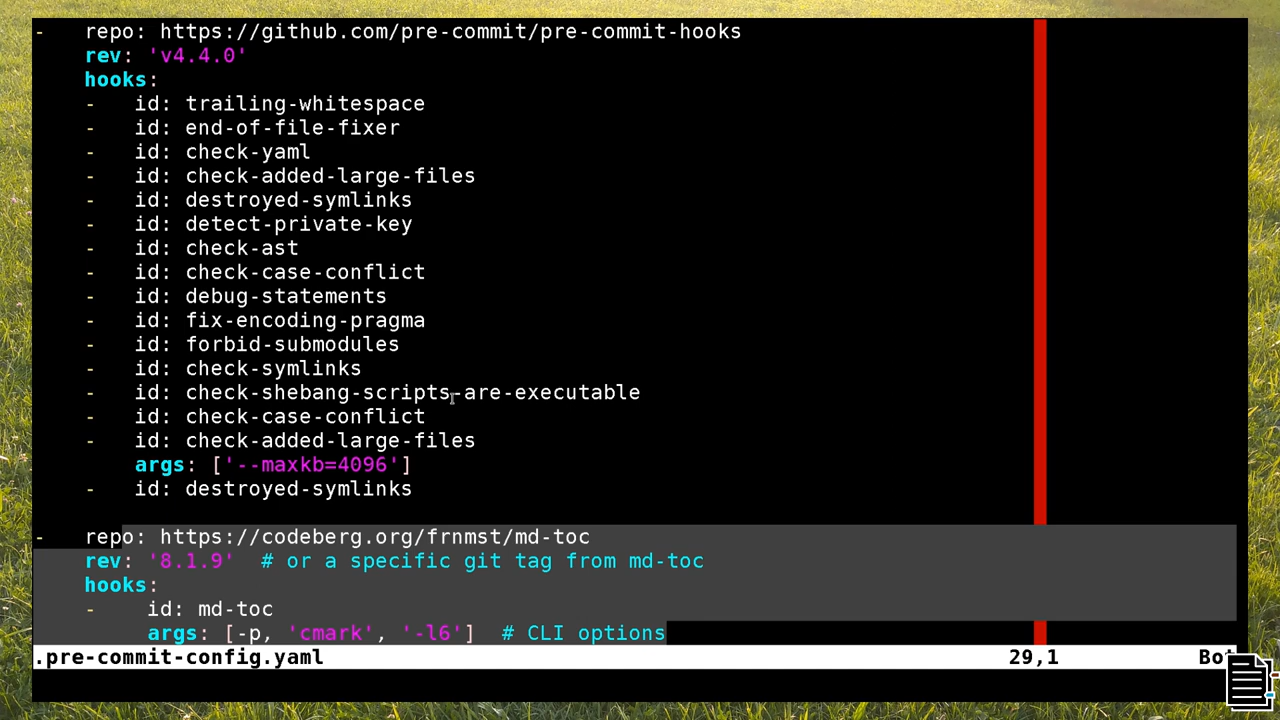 -   repo: https://github.com/pre-commit/pre-commit-hooks
    rev: 'v4.4.0'
    hooks:
    -   id: trailing-whitespace
    -   id: end-of-file-fixer
    -   id: check-yaml
    -   id: check-added-large-files
    -   id: destroyed-symlinks
    -   id: detect-private-key
    -   id: check-ast
    -   id: check-case-conflict
    -   id: debug-statements
    -   id: fix-encoding-pragma
    -   id: forbid-submodules
    -   id: check-symlinks
    -   id: check-shebang-scripts-are-executable
    -   id: check-case-conflict
    -   id: check-added-large-files
        args: ['--maxkb=4096']
    -   id: destroyed-symlinks
-   repo: https://codeberg.org/frnmst/md-toc
    rev: '8.1.9'  # or a specific git tag from md-toc
    hooks:
    -    id: md-toc
         args: [-p, 'cmark', '-l6']  # CLI options
.pre-commit-config.yaml 29,1